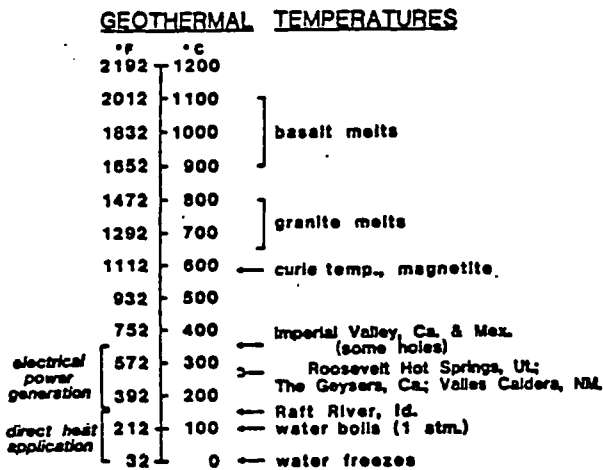 GEOTHERMAL TEMPERATURES
°F °C
2192 1200
2012 1100
1832 1000 basalt melts
1652 900
1472 800
granite melts
1292 700
1112 600 curie temp., magnetite
932 500
752 400 Imperial Valley, Ca. & Mex.
(some holes)
electrical
power
generation
572 300 Roosevelt Hot Springs, Ut.;
The Geysers, Ca.; Valles Caldera, NM.
392 200
Raft River, Id.
direct heat
application
212 100 water boils (1 atm.)
32 0 water freezes